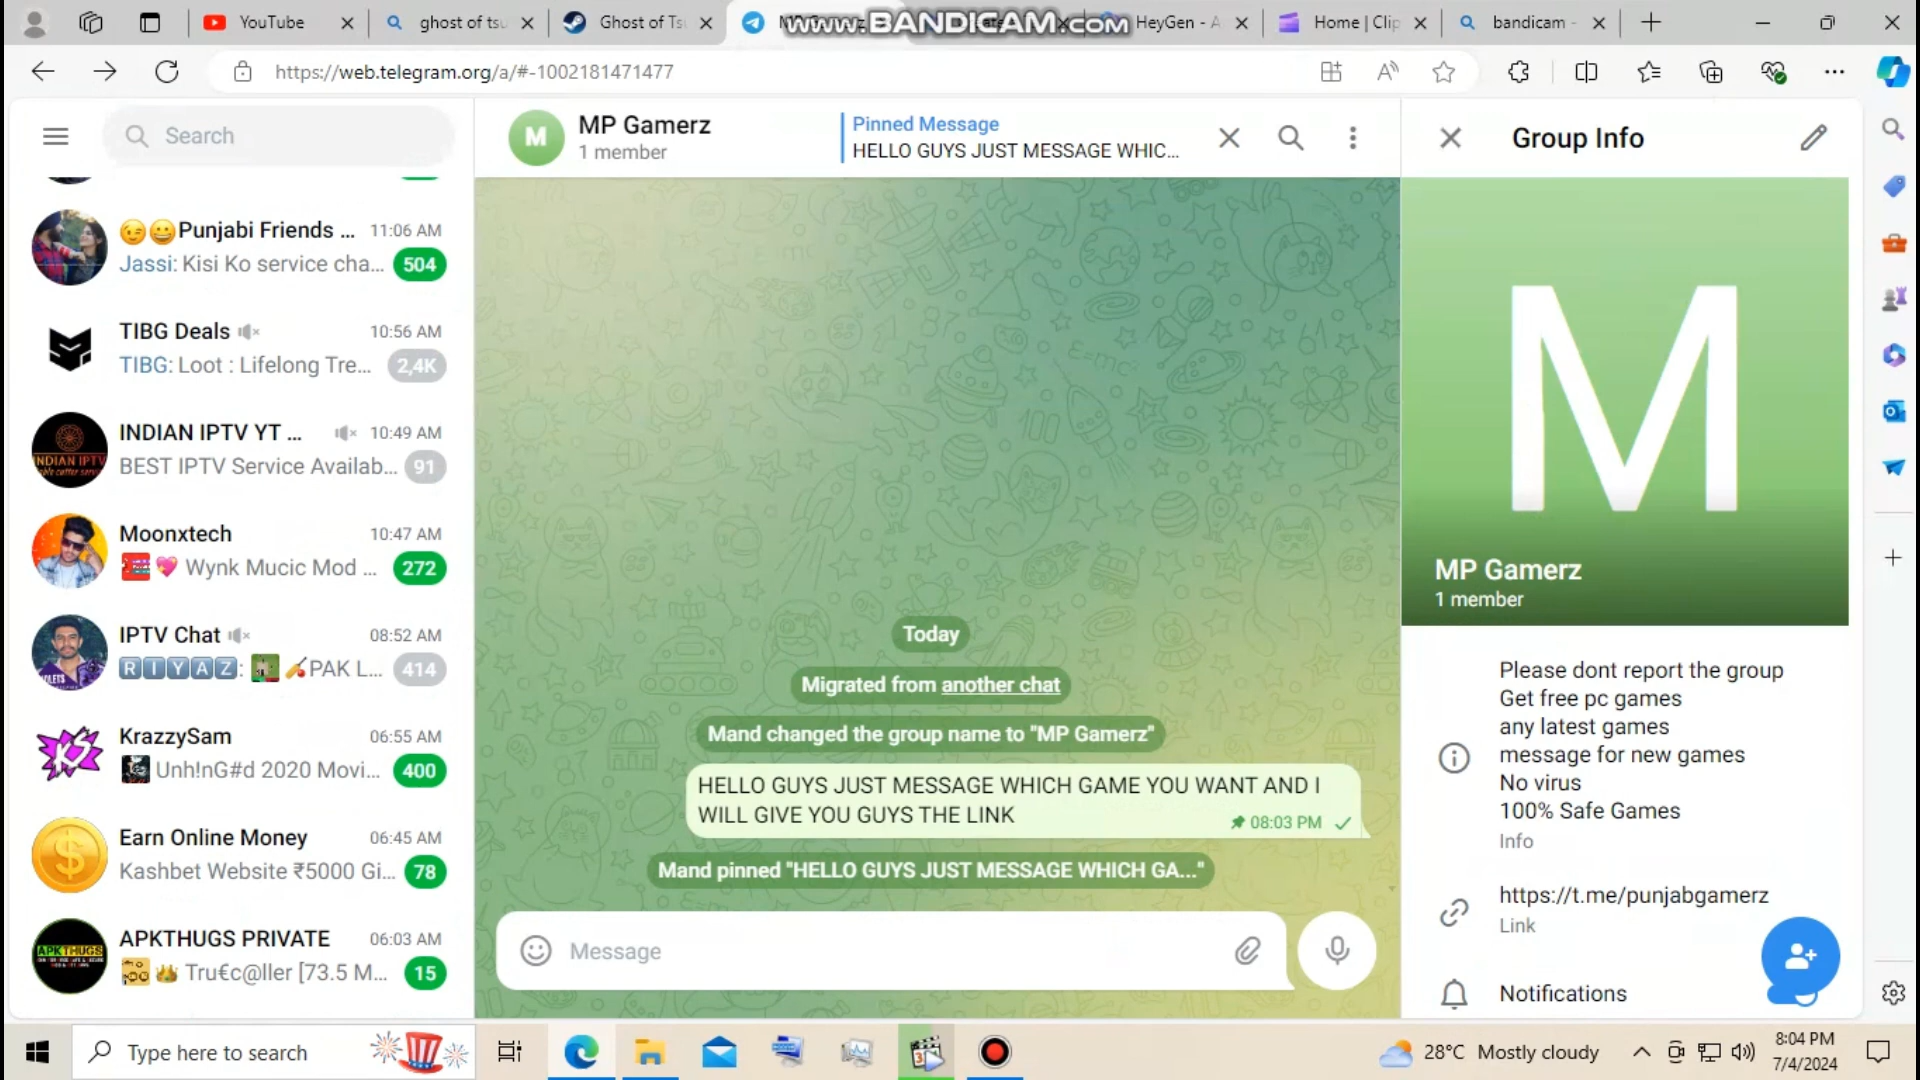 YouTube
ghost of tsu
Ghost of Tsu
www.BANDICAM.com
HeyGen - A
Home | Clip
bandicam -
https://web.telegram.org/a/#-1002181471477
Search
MP Gamerz
1 member
Pinned Message
HELLO GUYS JUST MESSAGE WHIC...
Group Info
😉😀Punjabi Friends ... 11:06 AM
Jassi: Kisi Ko service cha... 504
TIBG Deals 10:56 AM
TIBG: Loot : Lifelong Tre... 2,4K
INDIAN IPTV YT ... 10:49 AM
BEST IPTV Service Availab... 91
Moonxtech 10:47 AM
💖 Wynk Mucic Mod ... 272
IPTV Chat 08:52 AM
🅁🄸🅈🄰🅉: 🏏PAK L... 414
KrazzySam 06:55 AM
Unh!nG#d 2020 Movi... 400
Earn Online Money 06:45 AM
Kashbet Website ₹5000 Gi... 78
APKTHUGS PRIVATE 06:03 AM
👑 Tru€c@ller [73.5 M... 15
Today
Migrated from another chat
Mand changed the group name to "MP Gamerz"
HELLO GUYS JUST MESSAGE WHICH GAME YOU WANT AND I
WILL GIVE YOU GUYS THE LINK
08:03 PM
Mand pinned "HELLO GUYS JUST MESSAGE WHICH GA..."
Message
M
MP Gamerz
1 member
Please dont report the group
Get free pc games
any latest games
message for new games
No virus
100% Safe Games
Info
https://t.me/punjabgamerz
Link
Notifications
Type here to search
28°C Mostly cloudy
8:04 PM
7/4/2024